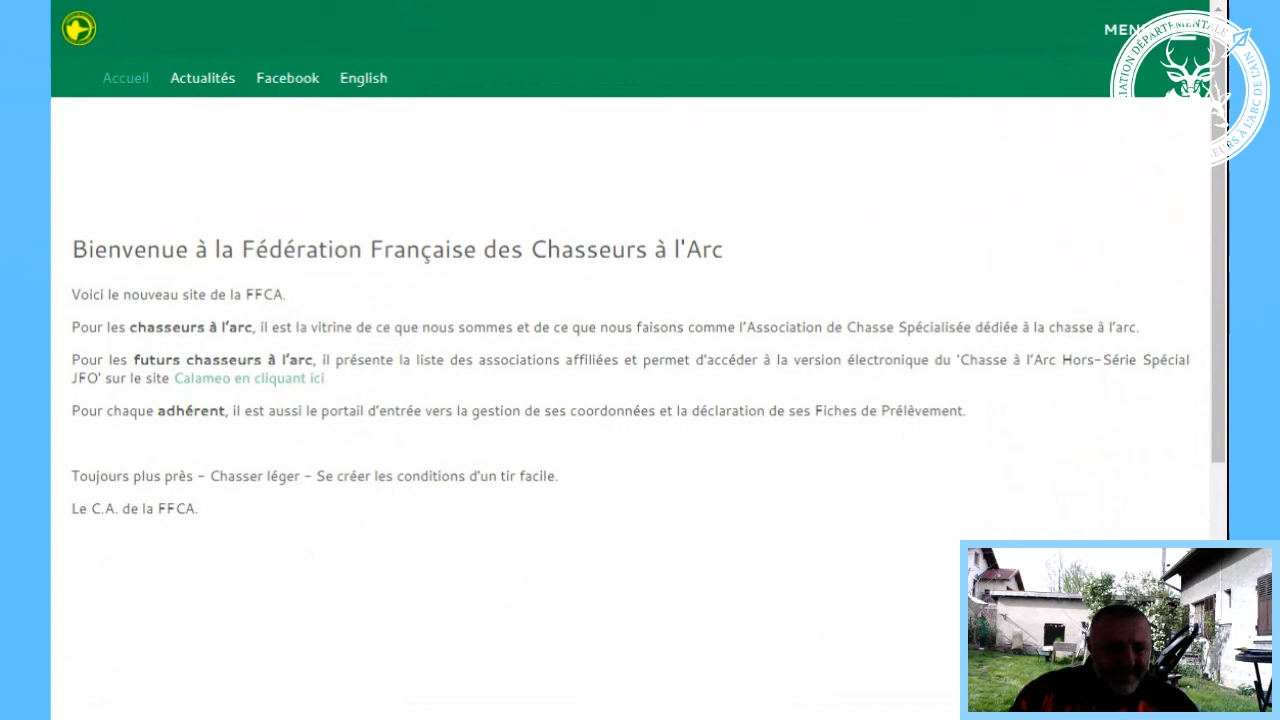 MENU
Accueil Actualités Facebook English
DÉPARTEMENTALE
À L'ARC DE L'AIN
Bienvenue à la Fédération Française des Chasseurs à l'Arc
Voici le nouveau site de la FFCA.
Pour les chasseurs à l’arc, il est la vitrine de ce que nous sommes et de ce que nous faisons comme l’Association de Chasse Spécialisée dédiée à la chasse à l’arc.
Pour les futurs chasseurs à l’arc, il présente la liste des associations affiliées et permet d'accéder à la version électronique du 'Chasse à l’Arc Hors-Série Spécial
JFO' sur le site Calameo en cliquant ici
Pour chaque adhérent, il est aussi le portail d’entrée vers la gestion de ses coordonnées et la déclaration de ses Fiches de Prélèvement.
Toujours plus près - Chasser léger - Se créer les conditions d'un tir facile.
Le C.A. de la FFCA.